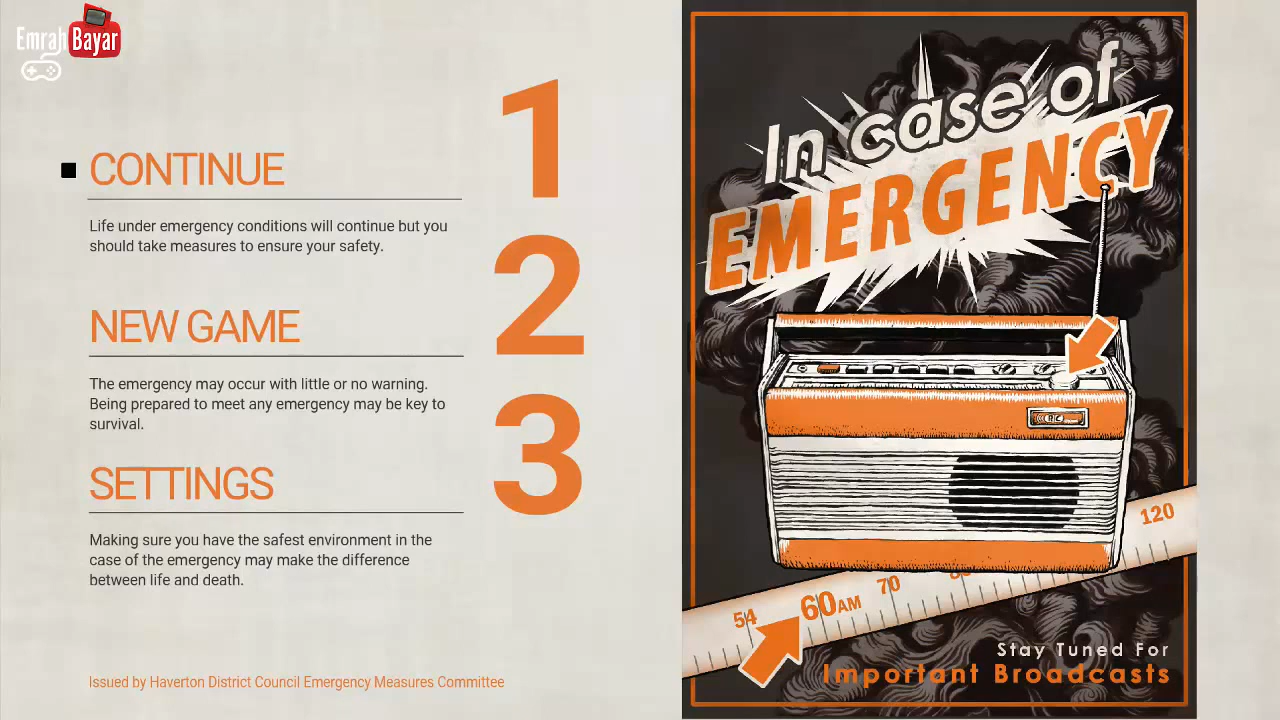 Emrah Bayar
CONTINUE
1
Life under emergency conditions will continue but you
should take measures to ensure your safety.
NEW GAME
2
The emergency may occur with little or no warning.
Being prepared to meet any emergency may be key to
survival.
SETTINGS
3
Making sure you have the safest environment in the
case of the emergency may make the difference
between life and death.
Issued by Haverton District Council Emergency Measures Committee
In case of
EMERGENCY
120
70
60AM
54
Stay Tuned For
Important Broadcasts